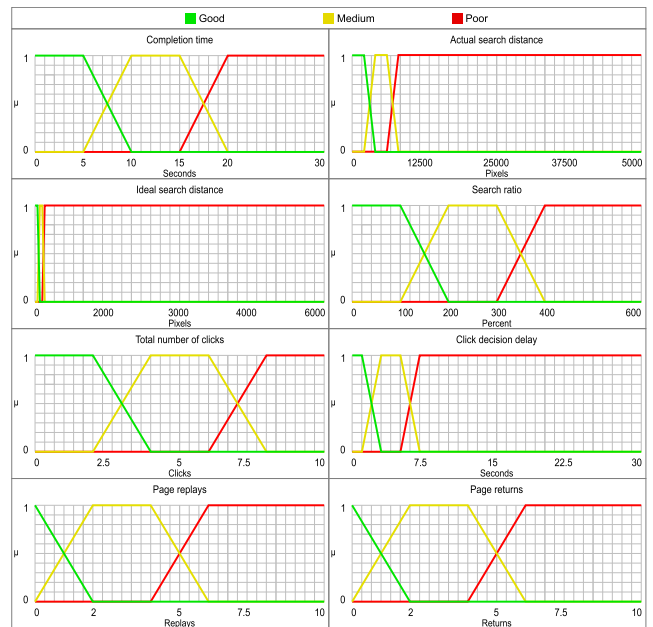 Good Medium Poor
Completion time
1
μ
0
0 5 10 15 20 30
Seconds
Actual search distance
1
μ
0
12500 25000 37500 5000
Pixels
Ideal search distance
1
μ
0
0 2000 3000 4000 6000
Pixels
Search ratio
1
μ
0
0 100 200 300 400 600
Percent
Total number of clicks
1
μ
0
0 2.5 5 7.5 10
Clicks
Click decision delay
1
μ
0
0 7.5 15 22.5 30
Seconds
Page replays
1
μ
0
0 2 5 7.5 10
Replays
Page returns
1
μ
0
0 2 5 7.5 10
Returns